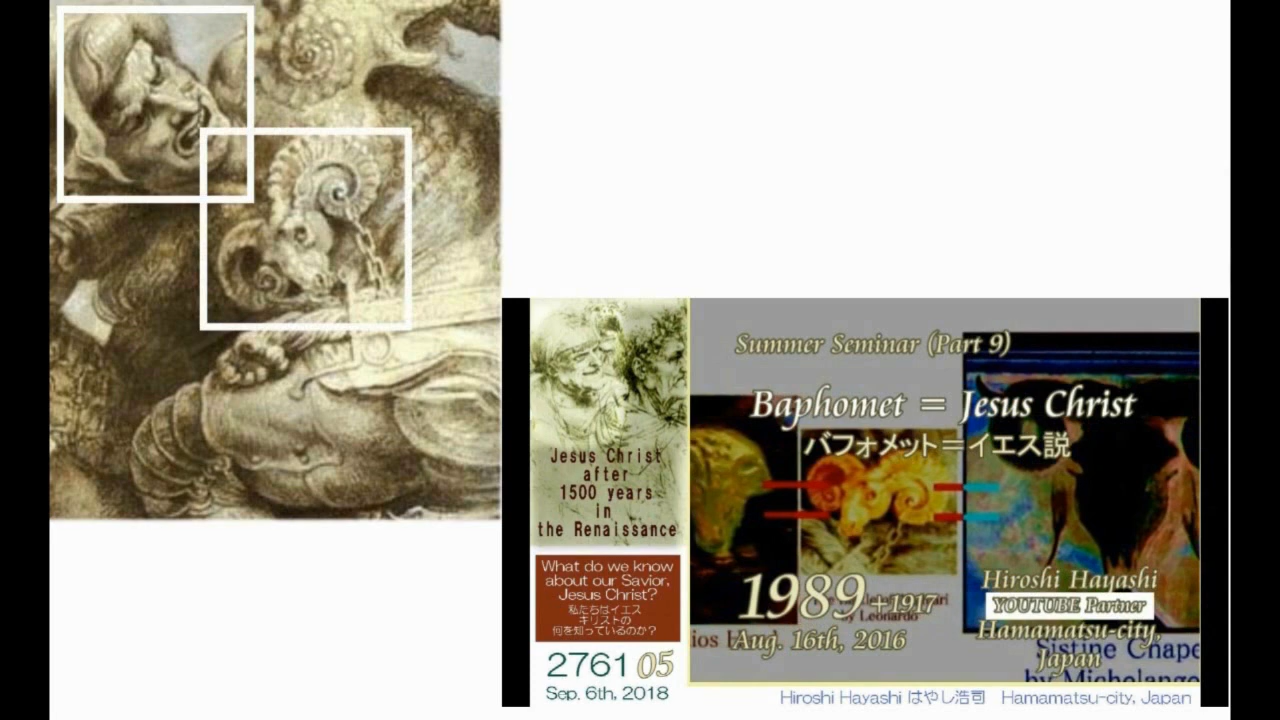 Summer Seminar (Part 9)
Baphomet = Jesus Christ
バフォメット=イエス説
Jesus Christ
after
1500 years
in
the Renaissance
What do we know
about our Savior,
Jesus Christ?
私たちはイエス
キリストの
何を知っているのか?
2761 05
Sep. 6th, 2018
1989 +1917
by Leonardo
Aug. 16th, 2016
Hiroshi Hayashi
YOUTUBE Partner
Hamamatsu-city,
Japan
Sistine Chape
by Michelango
Hiroshi Hayashi はやし浩司 Hamamatsu-city, Japan